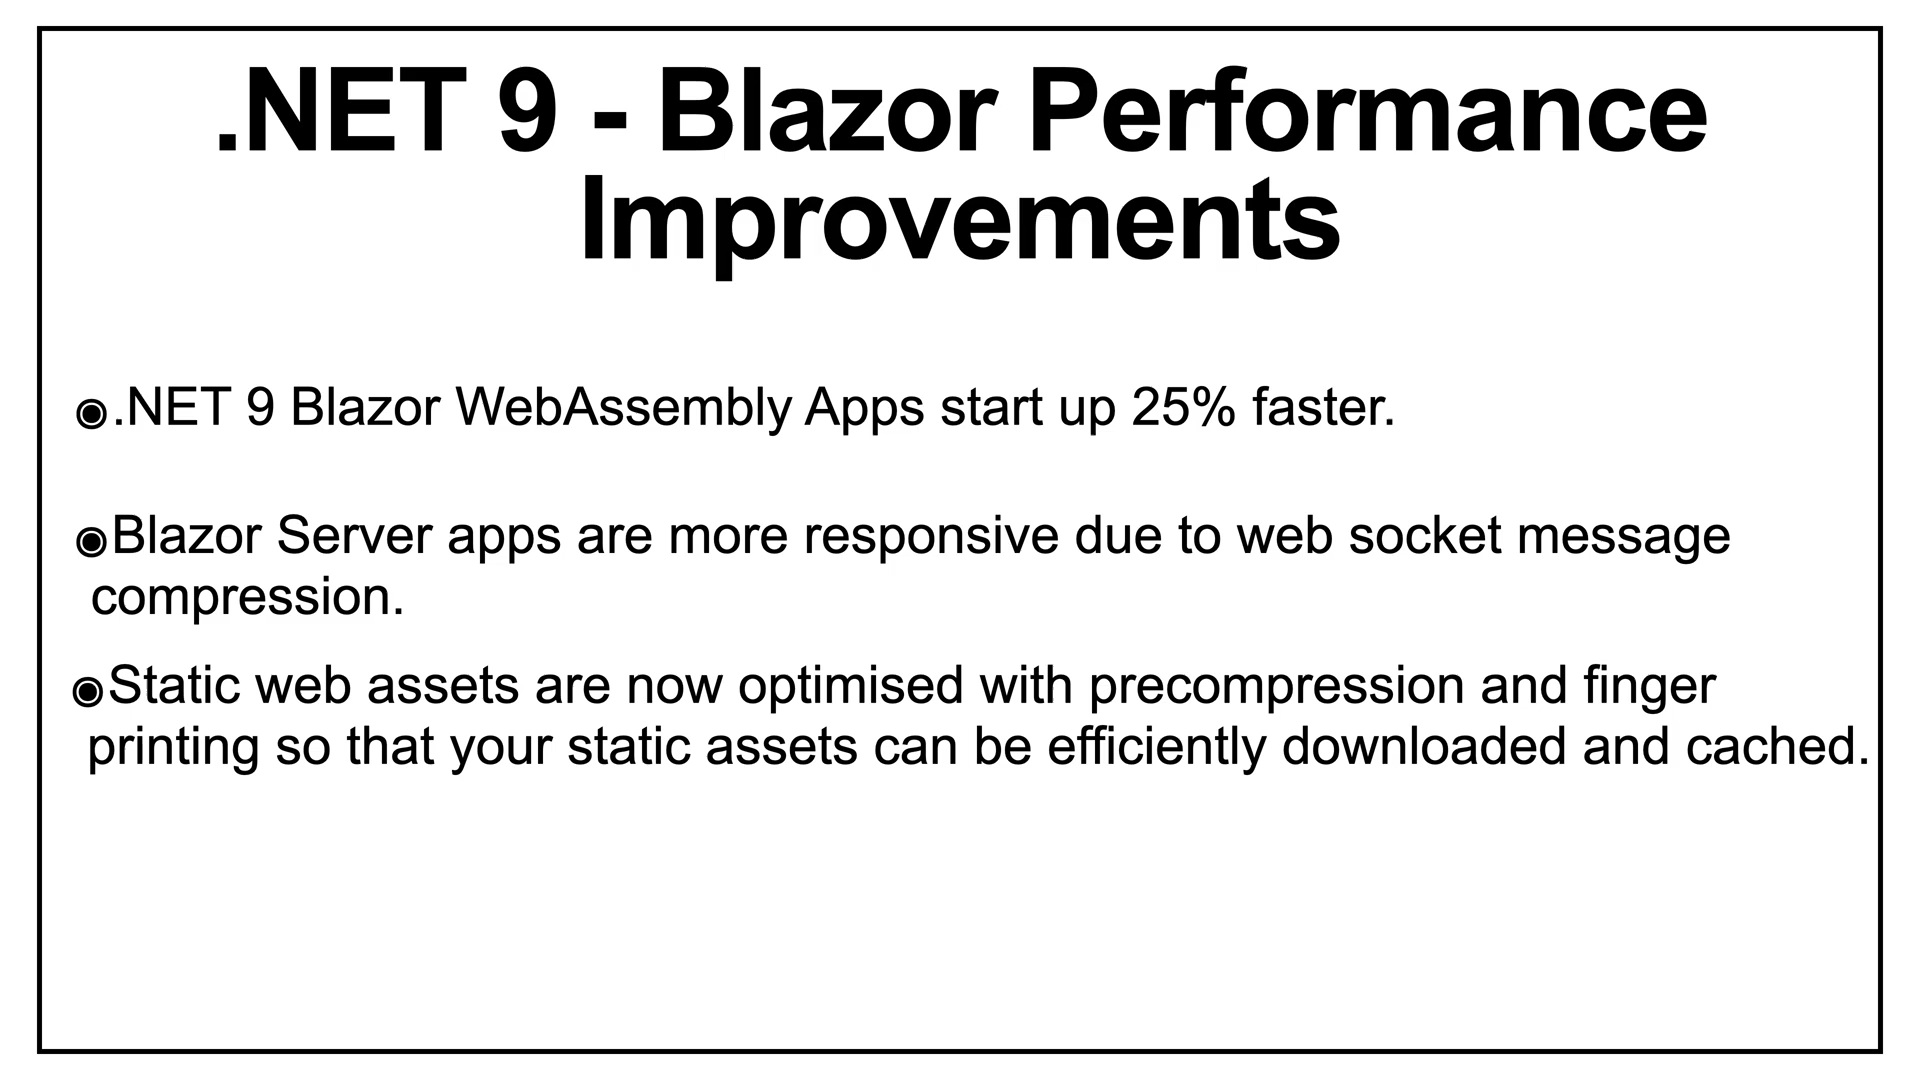 .NET 9 - Blazor Performance
Improvements
◉.NET 9 Blazor WebAssembly Apps start up 25% faster.
◉Blazor Server apps are more responsive due to web socket message
compression.
◉Static web assets are now optimised with precompression and finger
printing so that your static assets can be efficiently downloaded and cached.